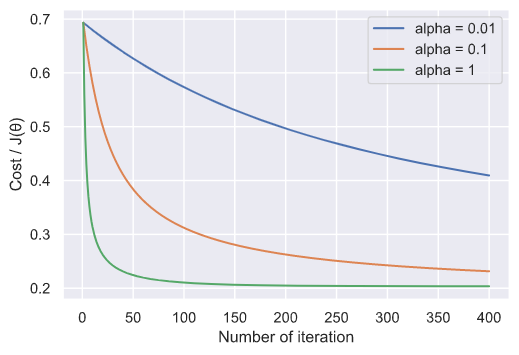 alpha = 0.01
alpha = 0.1
alpha = 1
Cost / J(θ)
0.7
0.6
0.5
0.4
0.3
0.2
0 50 100 150 200 250 300 350 400
Number of iteration